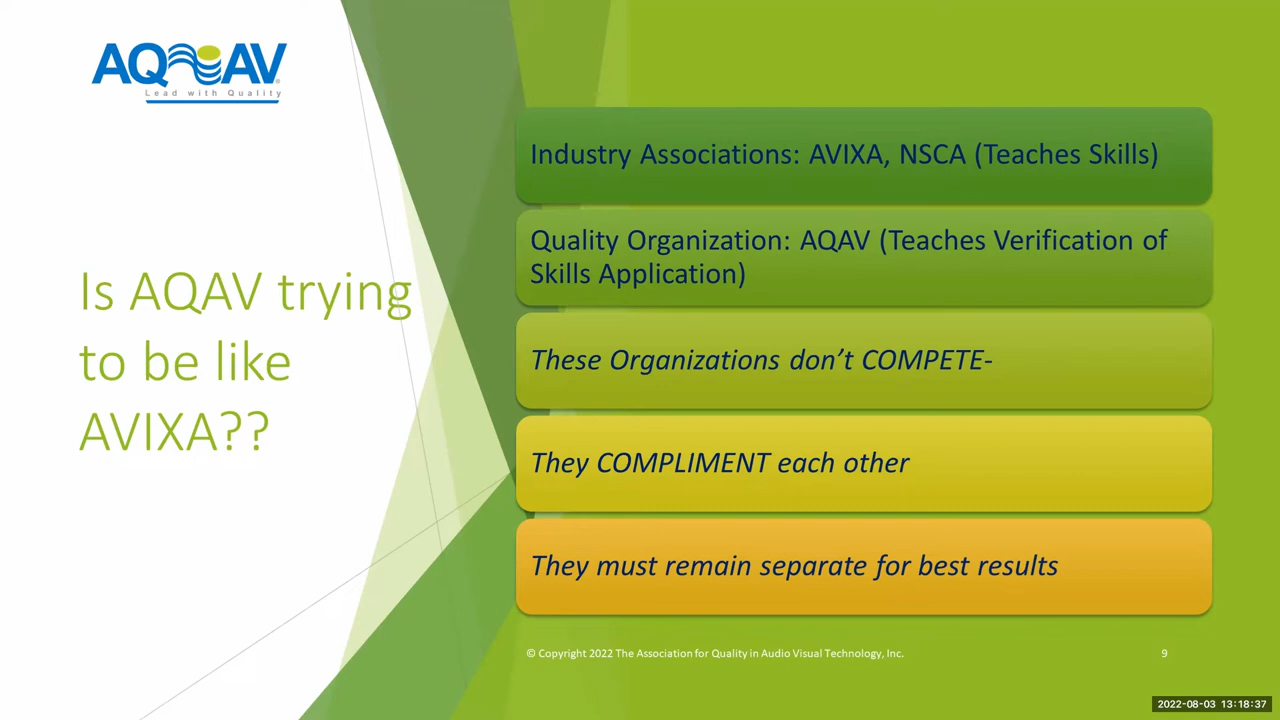 AQAV®
Lead with Quality
Is AQAV trying
to be like
AVIXA??
Industry Associations: AVIXA, NSCA (Teaches Skills)
Quality Organization: AQAV (Teaches Verification of
Skills Application)
These Organizations don’t COMPETE-
They COMPLIMENT each other
They must remain separate for best results
© Copyright 2022 The Association for Quality in Audio Visual Technology, Inc.
9
2022-08-03 13:18:37